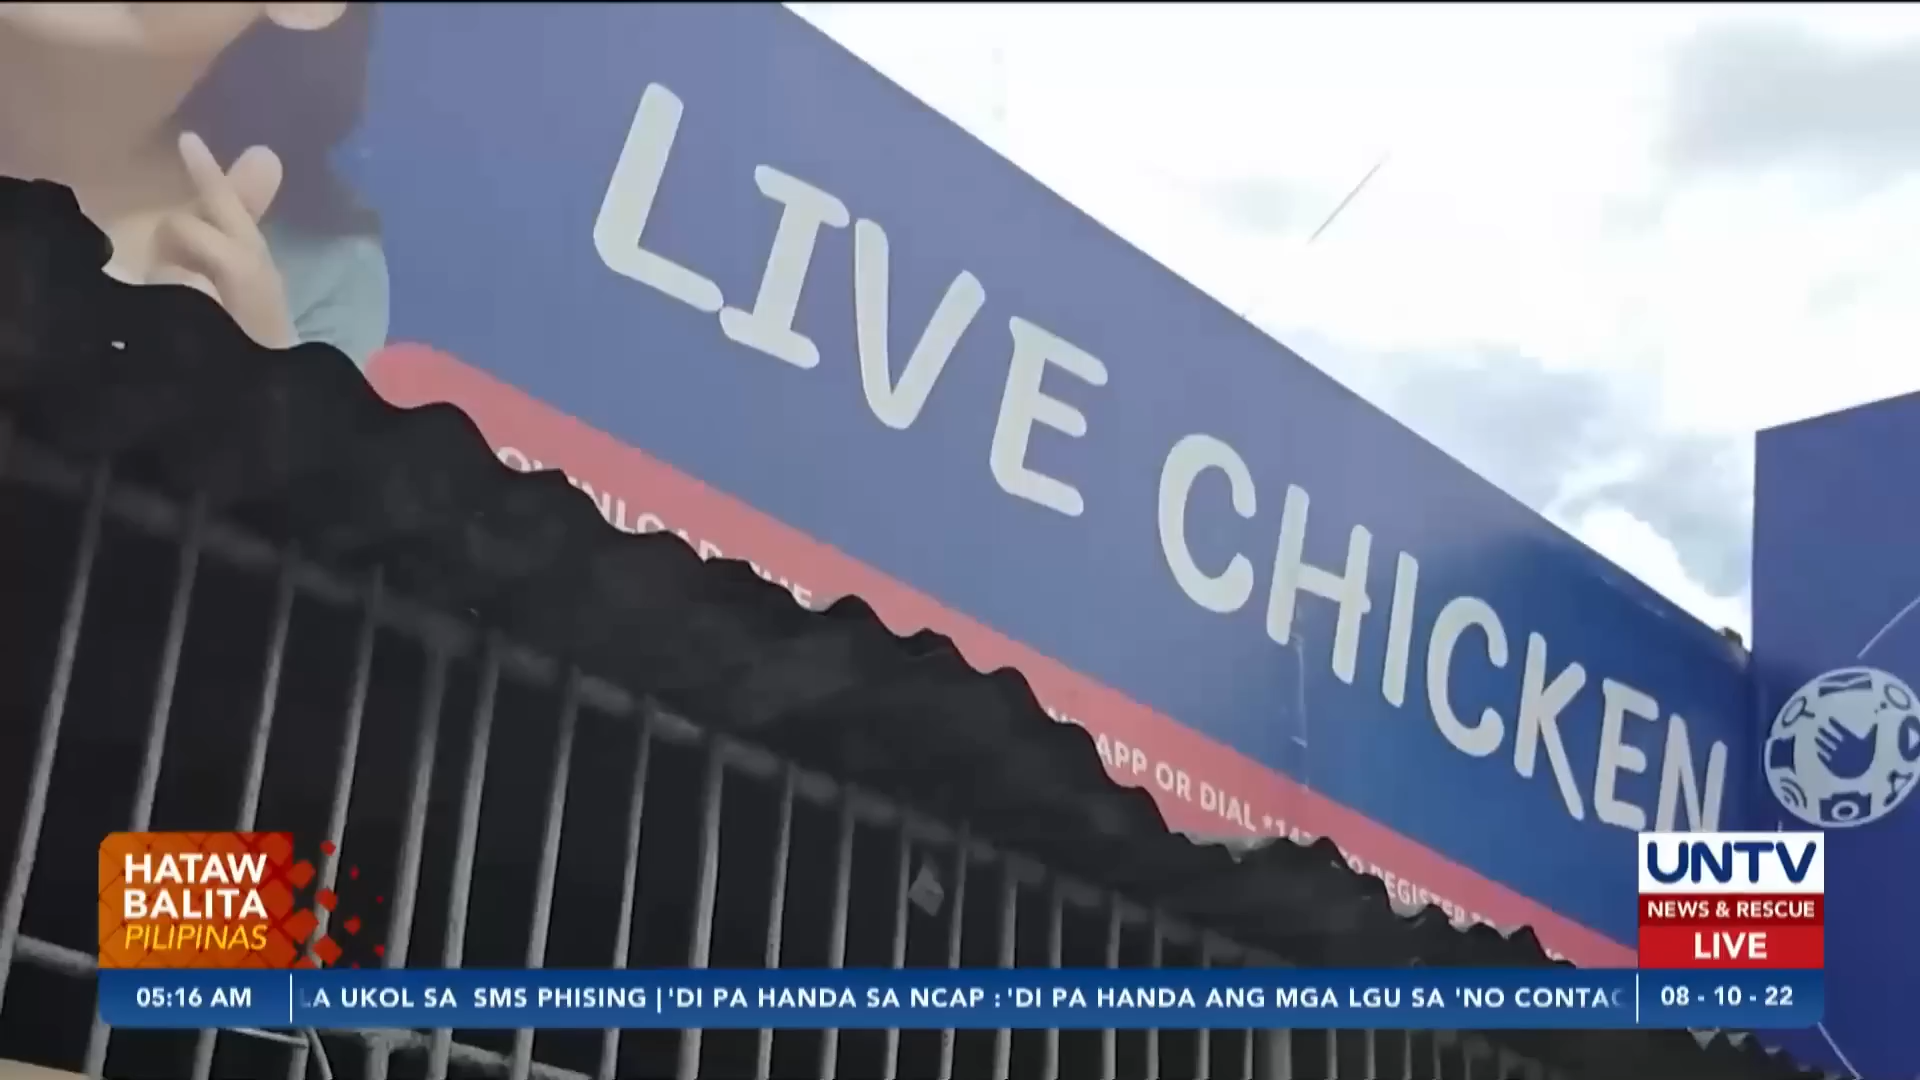 LIVE CHICKEN
APP OR DIAL
HATAW
BALITA
PILIPINAS
UNTV
NEWS & RESCUE
LIVE
05:16 AM
LA UKOL SA SMS PHISING | 'DI PA HANDA SA NCAP : 'DI PA HANDA ANG MGA LGU SA 'NO CONTAC
08 - 10 - 22